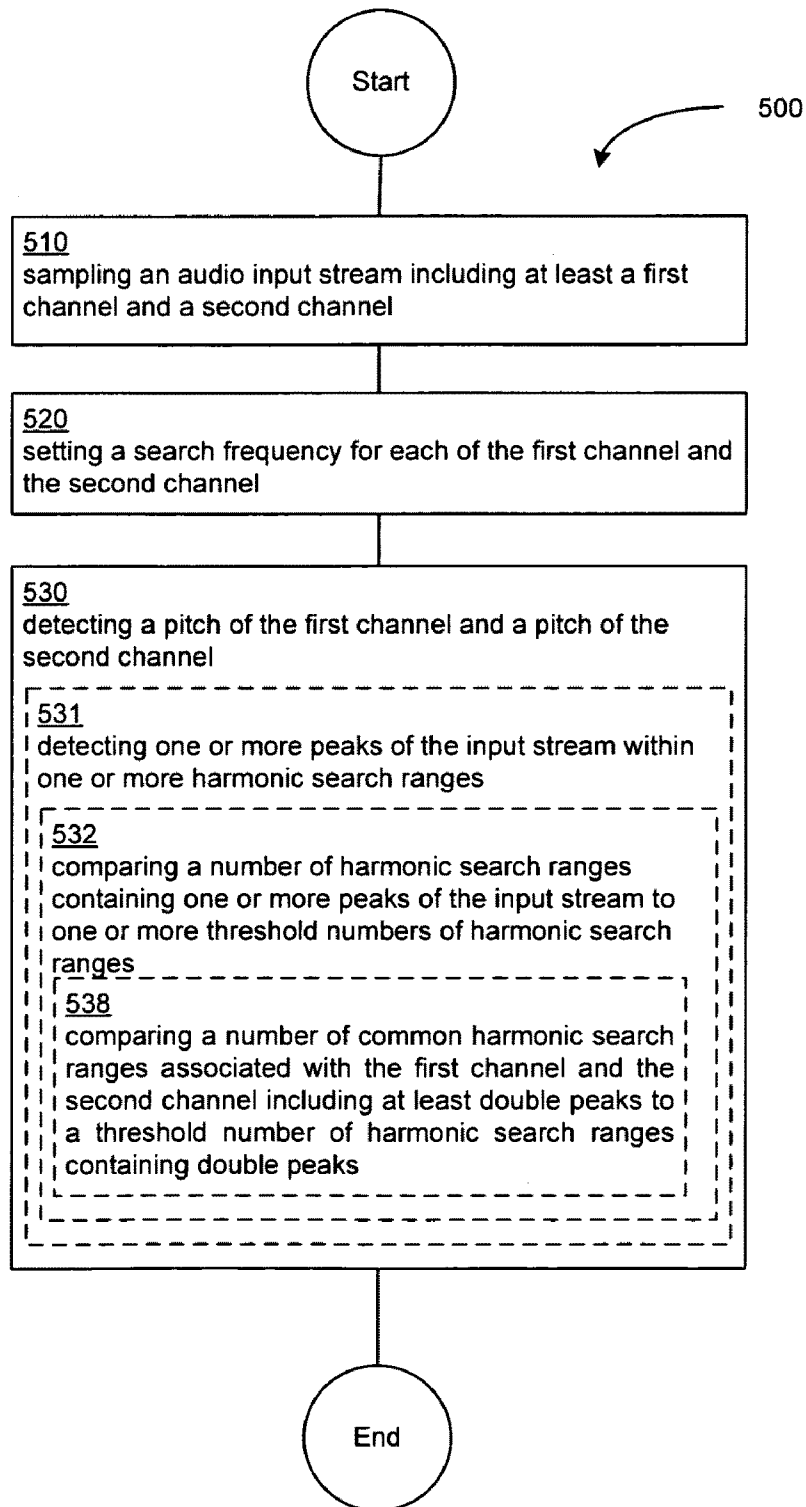 Start
500
510
sampling an audio input stream including at least a first
channel and a second channel
520
setting a search frequency for each of the first channel and
the second channel
530
detecting a pitch of the first channel and a pitch of the
second channel
531
detecting one or more peaks of the input stream within
one or more harmonic search ranges
532
comparing a number of harmonic search ranges
containing one or more peaks of the input stream to
one or more threshold numbers of harmonic search
ranges
538
comparing a number of common harmonic search
ranges associated with the first channel and the
second channel including at least double peaks to
a threshold number of harmonic search ranges
containing double peaks
End